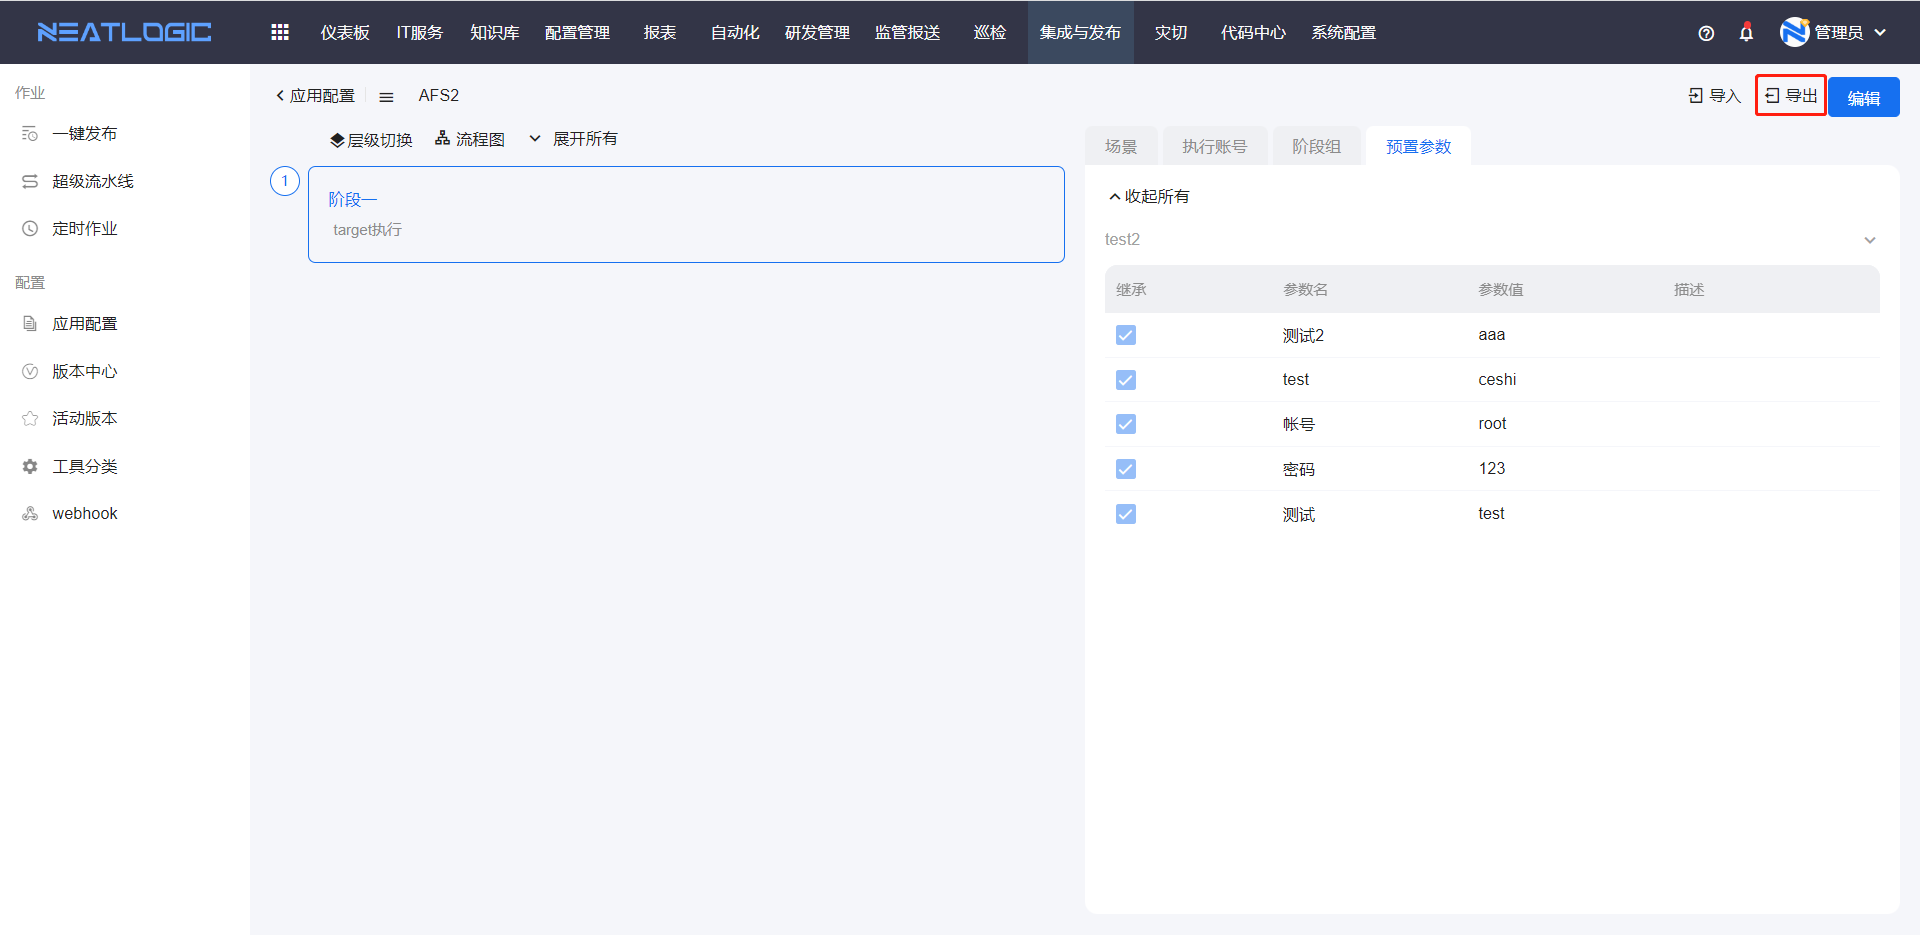 NEATLOGIC 仪表板 IT服务 知识库 配置管理 报表 自动化 研发管理 监管报送 巡检 集成与发布 灾切 代码中心 系统配置 管理员
作业
一键发布
超级流水线
定时作业
配置
应用配置
版本中心
活动版本
工具分类
webhook
应用配置 AFS2 导入 导出 编辑
层级切换 流程图 展开所有
1
阶段一
target执行
场景 执行账号 阶段组 预置参数
收起所有
test2
继承 参数名 参数值 描述
测试2 aaa
test ceshi
帐号 root
密码 123
测试 test